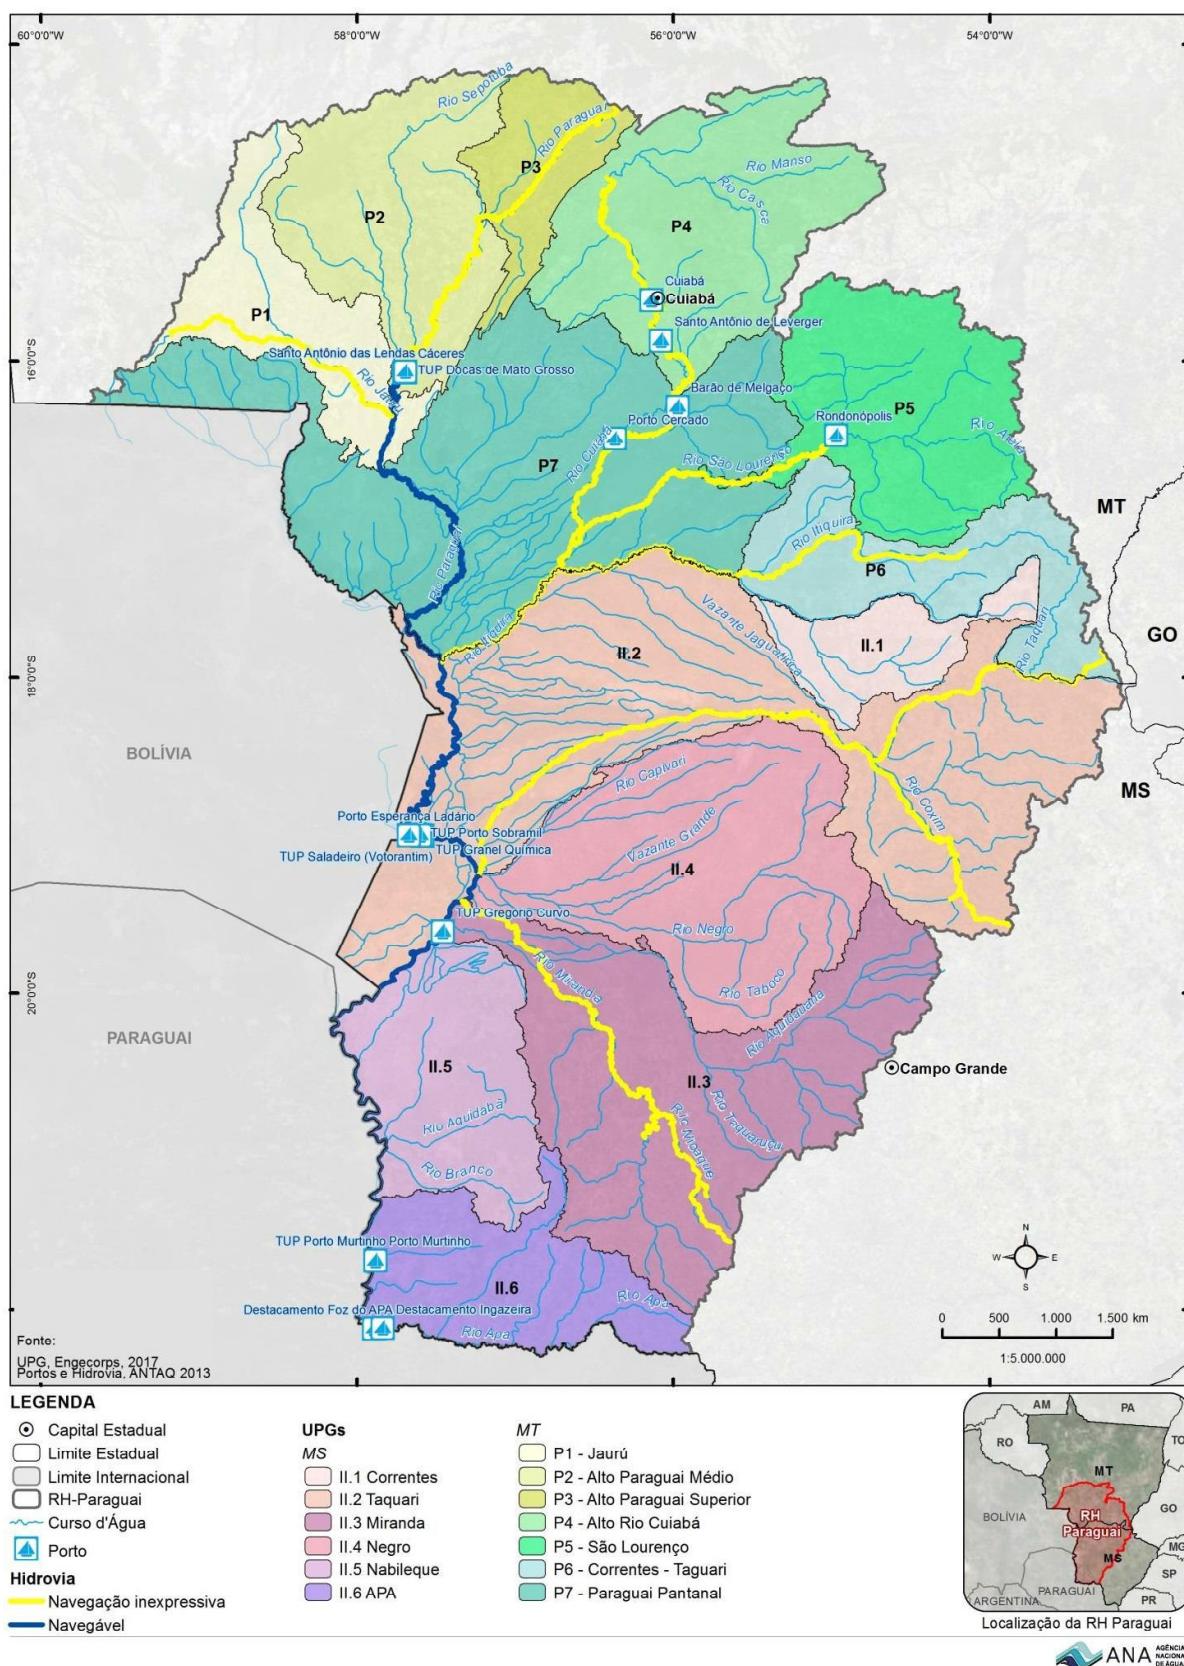 60°0'0"W
58°0'0"W
56°0'0"W
54°0'0"W
Rio Sepotuba
Rio Paraguai
P3
Rio Manso
Rio Casca
P2
P4
Cuiabá
Cuiabá
P1
Santo Antônio de Leverger
16°0'0"S
Santo Antônio das Lendas Cáceres
TUP Docas de Mato Grosso
Rio Jauru
Barão de Melgaço
Porto Cercado
Rondonópolis
P5
P7
Rio Cuiabá
Rio São Lourenço
MT
Rio Paraguai
Rio Itiquira
P6
Rio Itiquira
Vazante Jaguatirica
II.2
II.1
Rio Taquari
GO
18°0'0"S
BOLÍVIA
Rio Capivari
Rio Coxim
MS
Porto Esperança Ladário
TUP Porto Sobramil
TUP Granel Química
TUP Saladeiro (Votorantim)
Vazante Grande
II.4
TUP Gregório Curvo
Rio Negro
Rio Miranda
Rio Taboco
20°0'0"S
Rio Aquidauana
PARAGUAI
II.5
II.3
Campo Grande
Rio Aquidabã
Rio Taquaruçu
Rio Nioaque
Rio Branco
TUP Porto Murtinho Porto Murtinho
N
W
E
S
II.6
Rio Apa
Destacamento Foz do APA Destacamento Ingazeira
Rio Apa
0 500 1.000 1.500 km
1:5.000.000
Fonte:
UPG, Engecorps, 2017
Portos e Hidrovia, ANTAQ 2013
LEGENDA
Capital Estadual
Limite Estadual
Limite Internacional
RH-Paraguai
Curso d'Água
Porto
Hidrovia
Navegação inexpressiva
Navegável
UPGs
MS
II.1 Correntes
II.2 Taquari
II.3 Miranda
II.4 Negro
II.5 Nabileque
II.6 APA
MT
P1 - Jaurú
P2 - Alto Paraguai Médio
P3 - Alto Paraguai Superior
P4 - Alto Rio Cuiabá
P5 - São Lourenço
P6 - Correntes - Taguari
P7 - Paraguai Pantanal
AM
PA
RO
TO
MT
BOLÍVIA
GO
RH
Paraguai
MG
MS
SP
PARAGUAI
ARGENTINA
PR
Localização da RH Paraguai
ANA
AGÊNCIA
NACIONAL
DE ÁGUAS